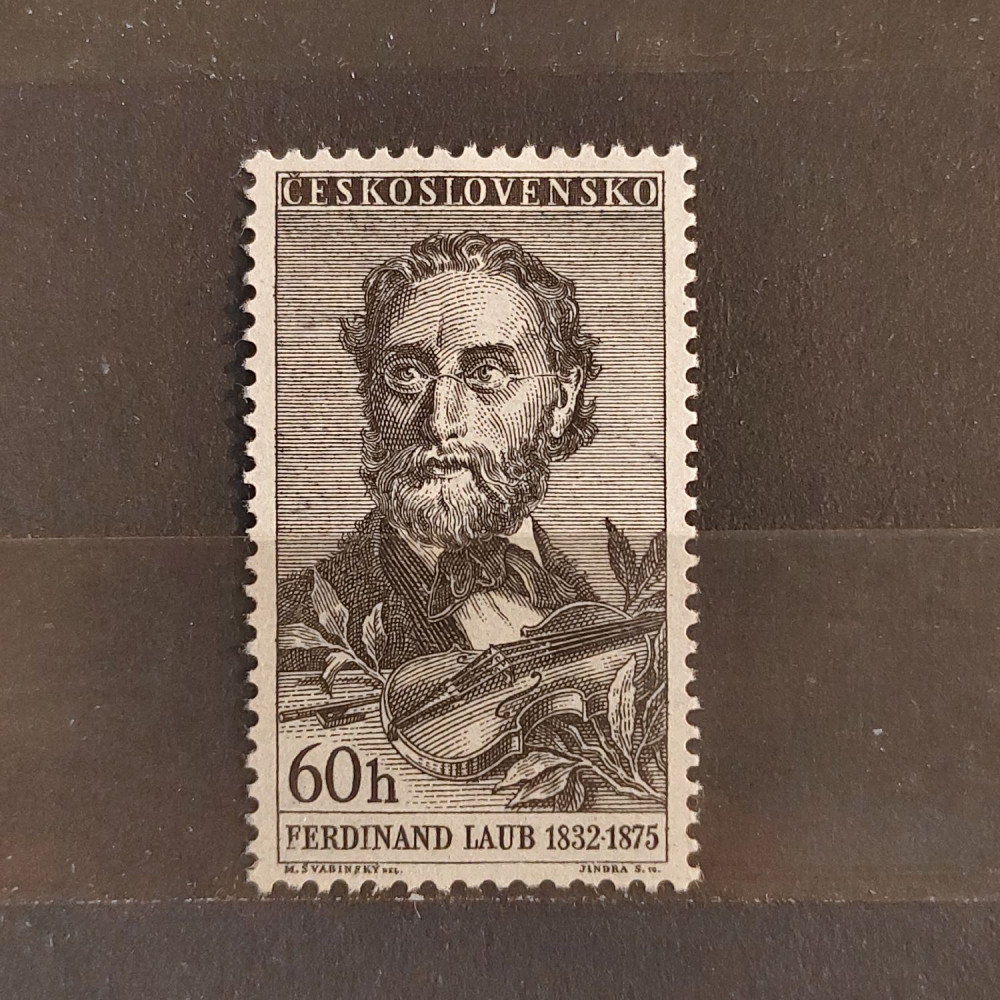 ČESKOSLOVENSKO
60h
FERDINAND LAUB 1832-1875
M. ŠVABINSKÝ DEL.
JINDRA S. sc.